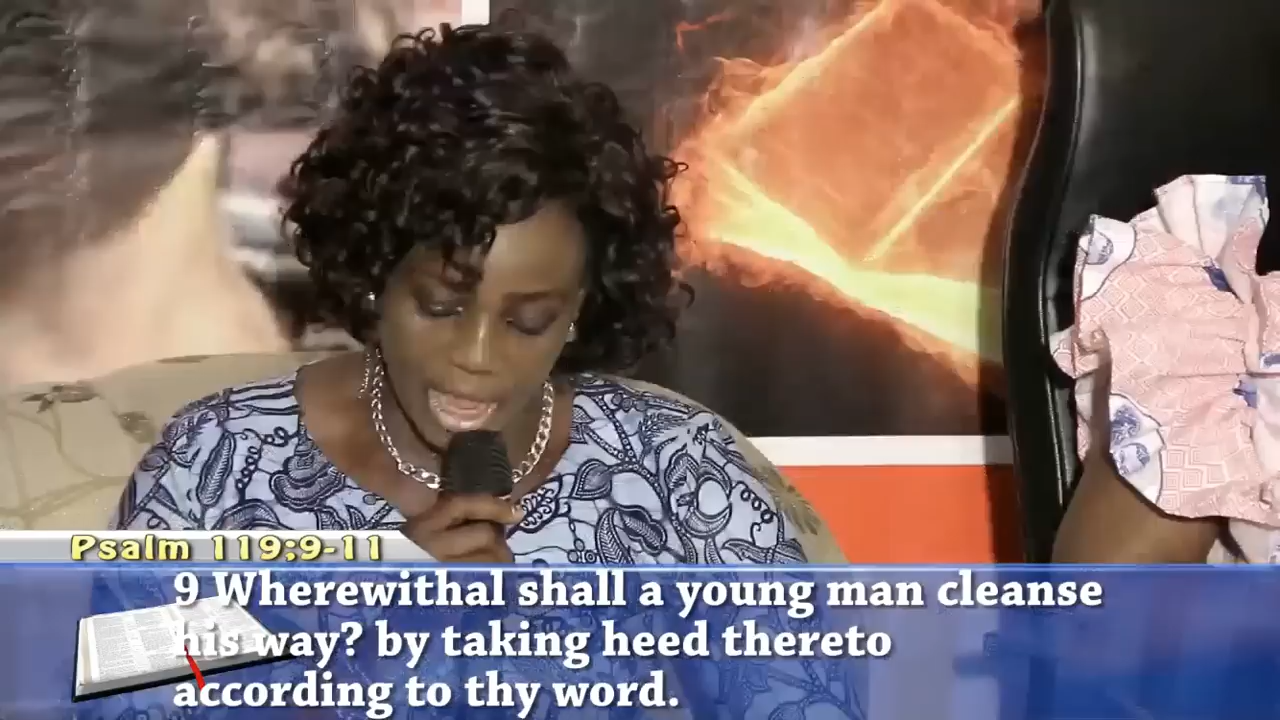 Psalm 119:9-11
9 Wherewithal shall a young man cleanse
his way? by taking heed thereto
according to thy word.